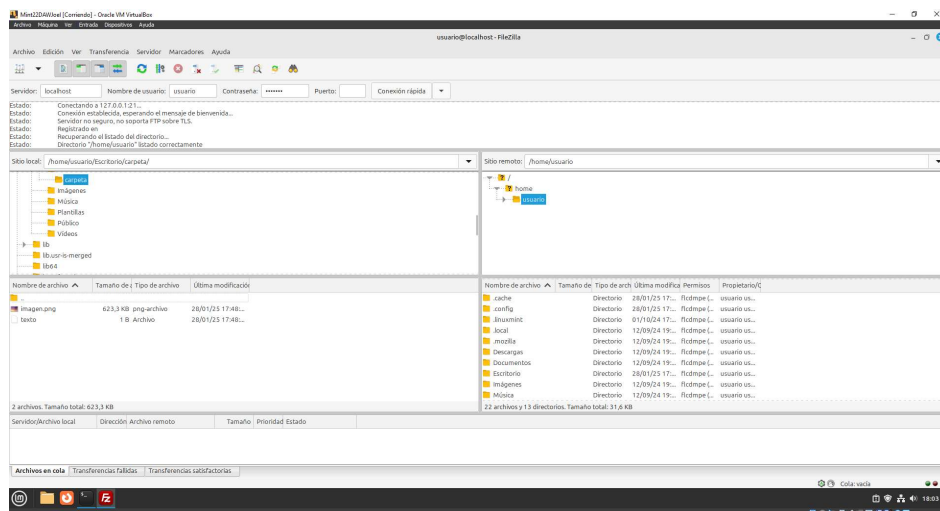 Mint22DAWJoel [Corriendo] - Oracle VM VirtualBox
Archivo Máquina Ver Entrada Dispositivos Ayuda
usuario@localhost - FileZilla
Archivo Edición Ver Transferencia Servidor Marcadores Ayuda
Servidor: localhost Nombre de usuario: usuario Contraseña: ••••••• Puerto: Conexión rápida
Estado: Conectando a 127.0.0.1:21...
Estado: Conexión establecida, esperando el mensaje de bienvenida...
Estado: Servidor no seguro, no soporta FTP sobre TLS.
Estado: Registrado en
Estado: Recuperando el listado del directorio...
Estado: Directorio "/home/usuario" listado correctamente
Sitio local: /home/usuario/Escritorio/carpeta/
carpeta
Imágenes
Música
Plantillas
Público
Vídeos
lib
lib.usr-is-merged
lib64
Sitio remoto: /home/usuario
/
home
usuario
Nombre de archivo Tamaño de Tipo de archivo Última modificación
..
imagen.png 623,3 KB png-archivo 28/01/25 17:48:...
texto 1 B Archivo 28/01/25 17:48:...
2 archivos. Tamaño total: 623,3 KB
Nombre de archivo Tamaño de Tipo de arch Última modifica Permisos Propietario/G
.cache Directorio 28/01/25 17:... flcdmpe (... usuario us...
.config Directorio 28/01/25 17:... flcdmpe (... usuario us...
.linuxmint Directorio 01/10/24 17:... flcdmpe (... usuario us...
.local Directorio 12/09/24 19:... flcdmpe (... usuario us...
.mozilla Directorio 12/09/24 19:... flcdmpe (... usuario us...
Descargas Directorio 12/09/24 19:... flcdmpe (... usuario us...
Documentos Directorio 12/09/24 19:... flcdmpe (... usuario us...
Escritorio Directorio 28/01/25 17:... flcdmpe (... usuario us...
Imágenes Directorio 12/09/24 19:... flcdmpe (... usuario us...
Música Directorio 12/09/24 19:... flcdmpe (... usuario us...
22 archivos y 13 directorios. Tamaño total: 31,6 KB
Servidor/Archivo local Dirección Archivo remoto Tamaño Prioridad Estado
Archivos en cola Transferencias fallidas Transferencias satisfactorias
Cola: vacía
18:03